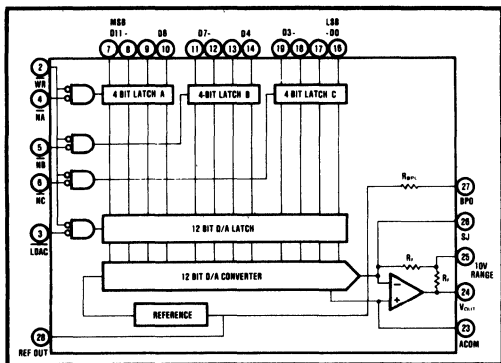 MSB LSB
D11 - D8 D7- D4 D3- -D0
7 8 9 10 11 12 13 14 19 18 17 16
2
WR
4
NA
4 BIT LATCH A 4-BIT LATCH B 4-BIT LATCH C
5
NB
6
NC
3
LDAC
12 BIT D/A LATCH
12 BIT D/A CONVERTER
REFERENCE
28
REF OUT
27
BPO
26
SJ
25
10V
RANGE
24
VOUT
23
ACOM
- 
+